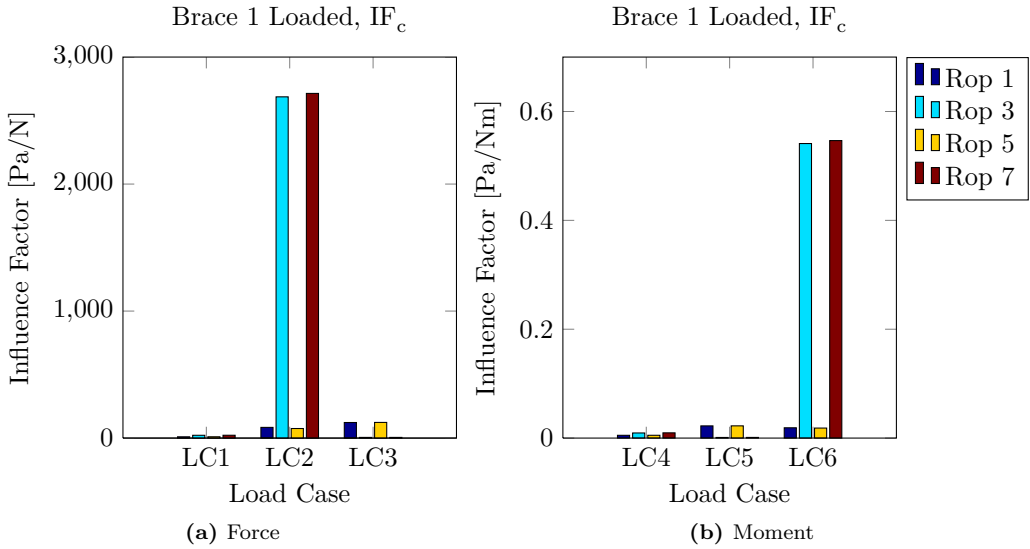 Brace 1 Loaded, IFc
Influence Factor [Pa/N]
3,000
2,000
1,000
0
LC1 LC2 LC3
Load Case
(a) Force
Brace 1 Loaded, IFc
Influence Factor [Pa/Nm]
0.6
0.4
0.2
0
LC4 LC5 LC6
Load Case
(b) Moment
Rop 1
Rop 3
Rop 5
Rop 7